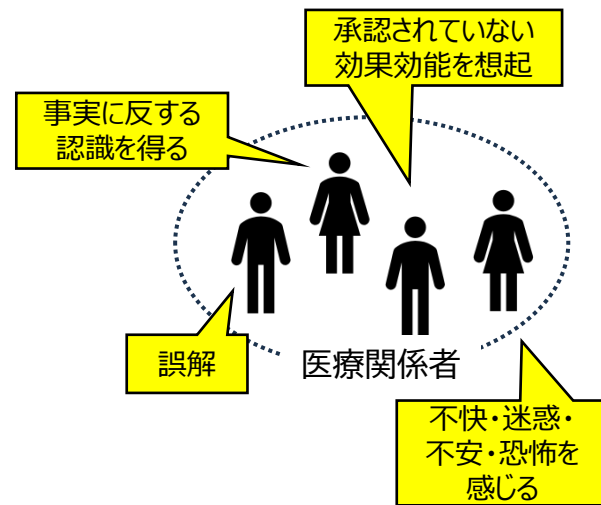 承認されていない
効果効能を想起
事実に反する
認識を得る
誤解
医療関係者
不快・迷惑・
不安・恐怖を
感じる